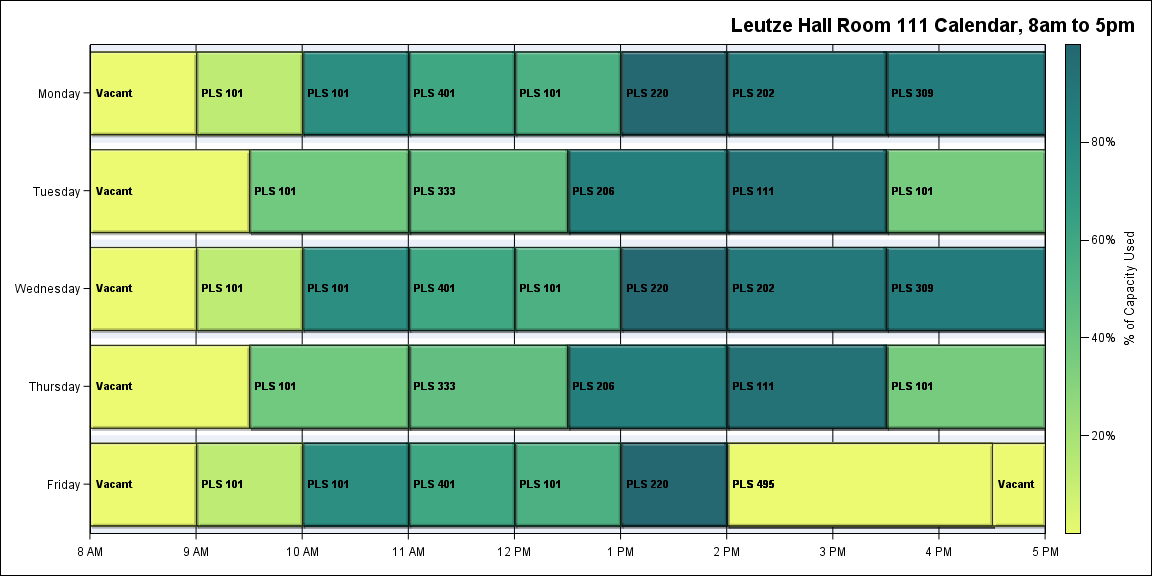 Leutze Hall Room 111 Calendar, 8am to 5pm
Monday
Vacant
PLS 101
PLS 101
PLS 401
PLS 101
PLS 220
PLS 202
PLS 309
Tuesday
Vacant
PLS 101
PLS 333
PLS 206
PLS 111
PLS 101
Wednesday
Vacant
PLS 101
PLS 101
PLS 401
PLS 101
PLS 220
PLS 202
PLS 309
Thursday
Vacant
PLS 101
PLS 333
PLS 206
PLS 111
PLS 101
Friday
Vacant
PLS 101
PLS 101
PLS 401
PLS 101
PLS 220
PLS 495
Vacant
8 AM
9 AM
10 AM
11 AM
12 PM
1 PM
2 PM
3 PM
4 PM
5 PM
80%
60%
40%
20%
% of Capacity Used